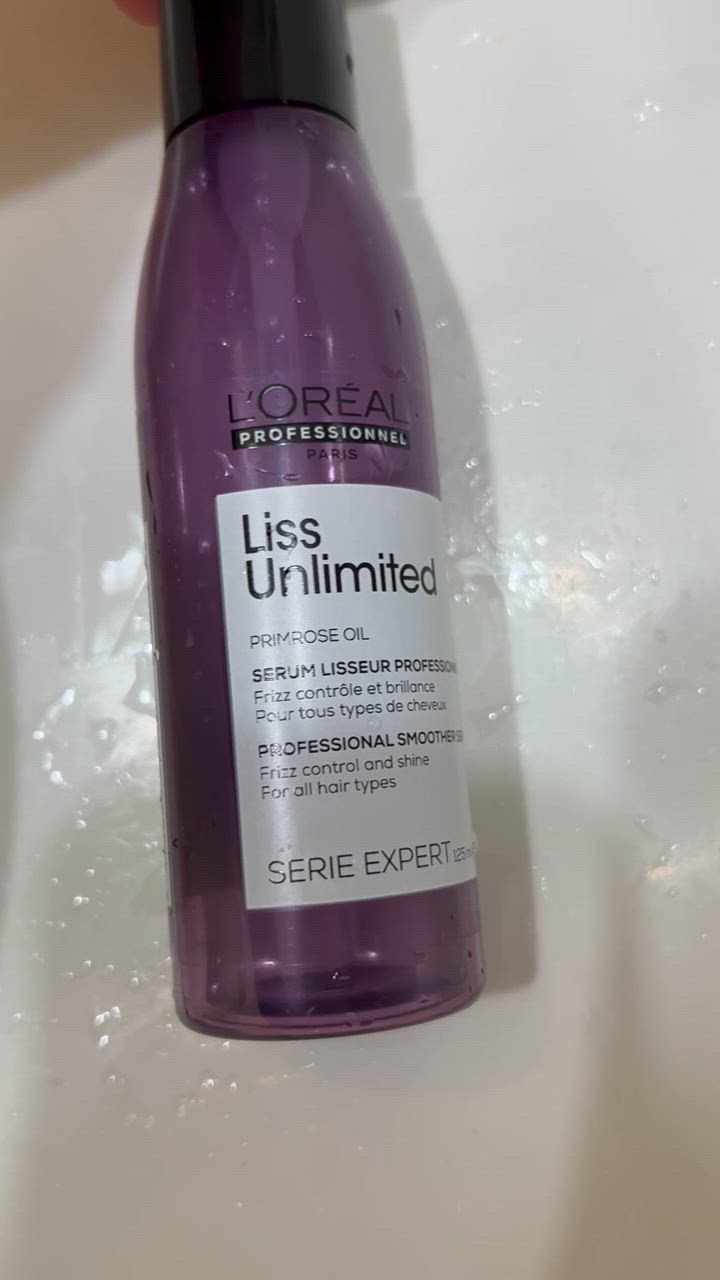 L'ORÉAL
PROFESSIONNEL
PARIS
Liss
Unlimited
PRIMROSE OIL
SERUM LISSEUR
Frizz contrôle et brillance
Pour tous types de cheveux
PROFESSIONAL SMOOTHER
Frizz control and shine
For all hair types
SERIE EXPERT